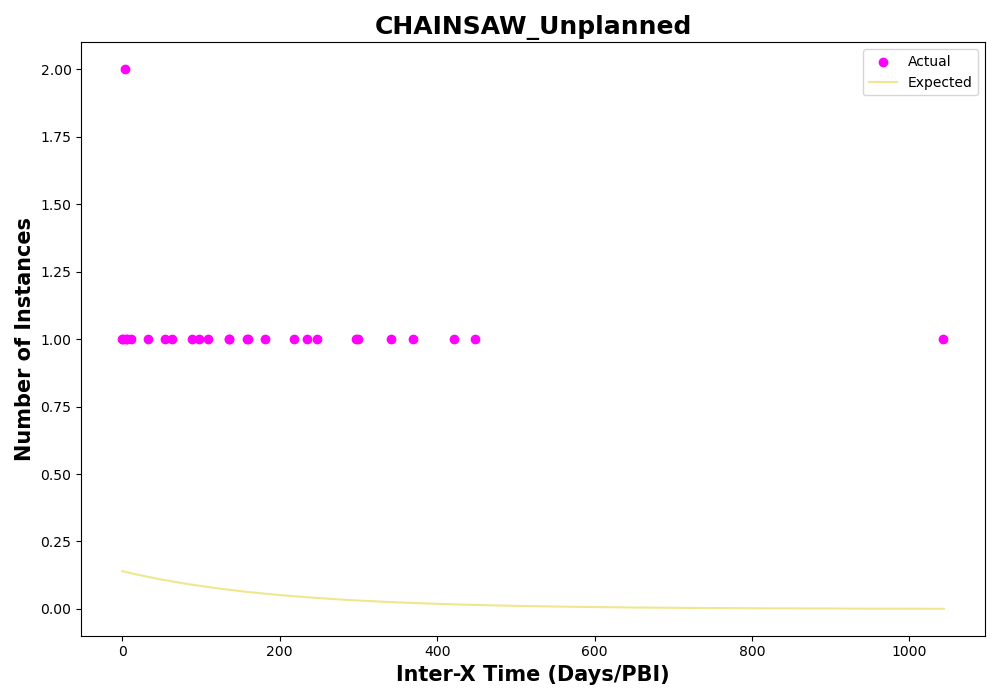 CHAINSAW_Unplanned
Actual
Expected
2.00
1.75
1.50
1.25
1.00
0.75
0.50
0.25
0.00
Number of Instances
0 200 400 600 800 1000
Inter-X Time (Days/PBI)